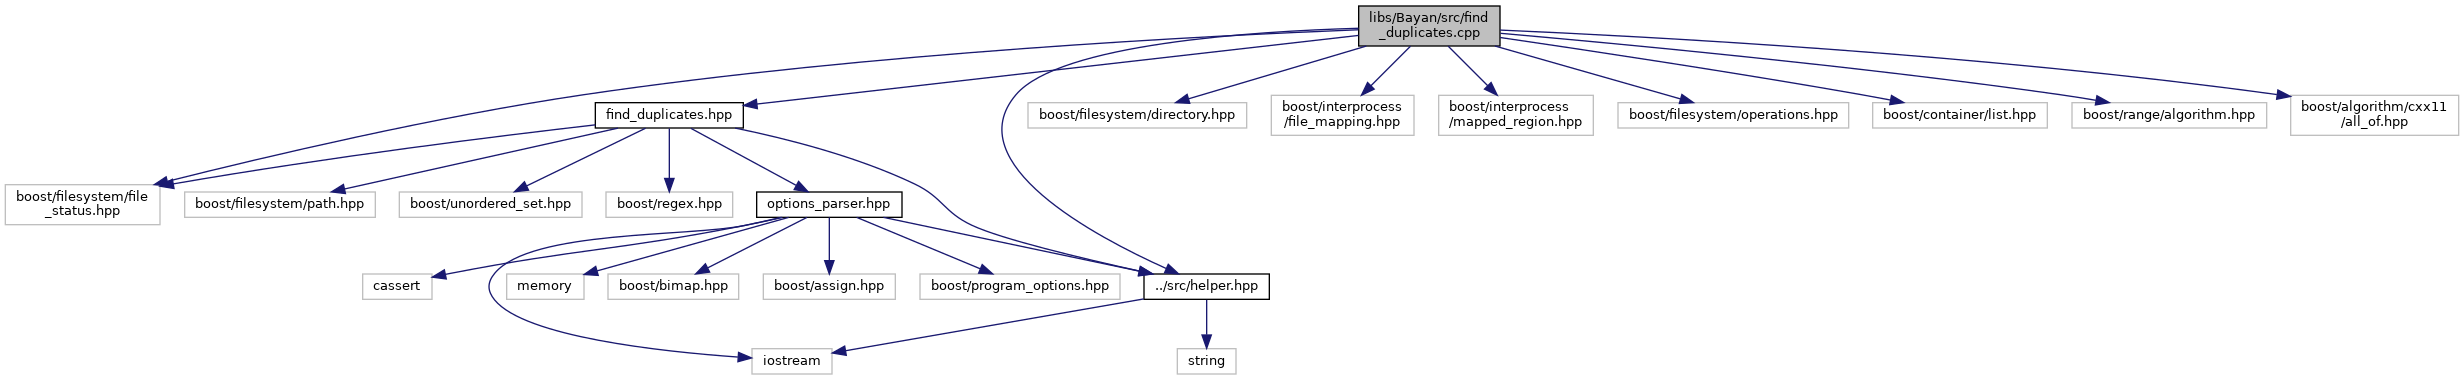 libs/Bayan/src/find
_duplicates.cpp
find_duplicates.hpp
boost/filesystem/directory.hpp
boost/interprocess
/file_mapping.hpp
boost/interprocess
/mapped_region.hpp
boost/filesystem/operations.hpp
boost/container/list.hpp
boost/range/algorithm.hpp
boost/algorithm/cxx11
/all_of.hpp
boost/filesystem/file
_status.hpp
boost/filesystem/path.hpp
boost/unordered_set.hpp
boost/regex.hpp
options_parser.hpp
cassert
memory
boost/bimap.hpp
boost/assign.hpp
boost/program_options.hpp
../src/helper.hpp
iostream
string